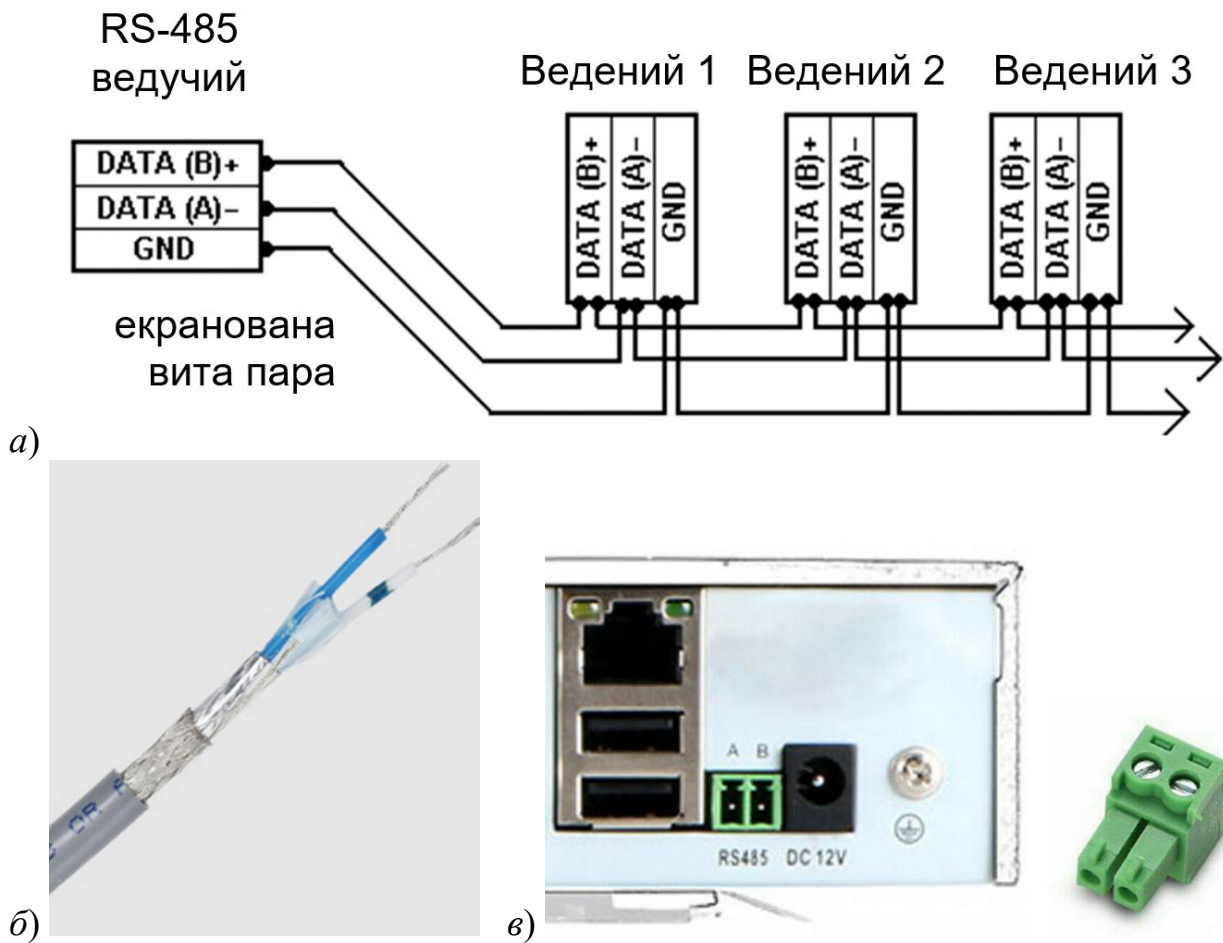 RS-485
ведучий
Ведений 1 Ведений 2 Ведений 3
DATA (B)+
DATA (A)–
GND
DATA (B)+
DATA (A)–
GND
DATA (B)+
DATA (A)–
GND
DATA (B)+
DATA (A)–
GND
екранована
вита пара
а)
OR
A B
RS485 DC 12V
б)
в)